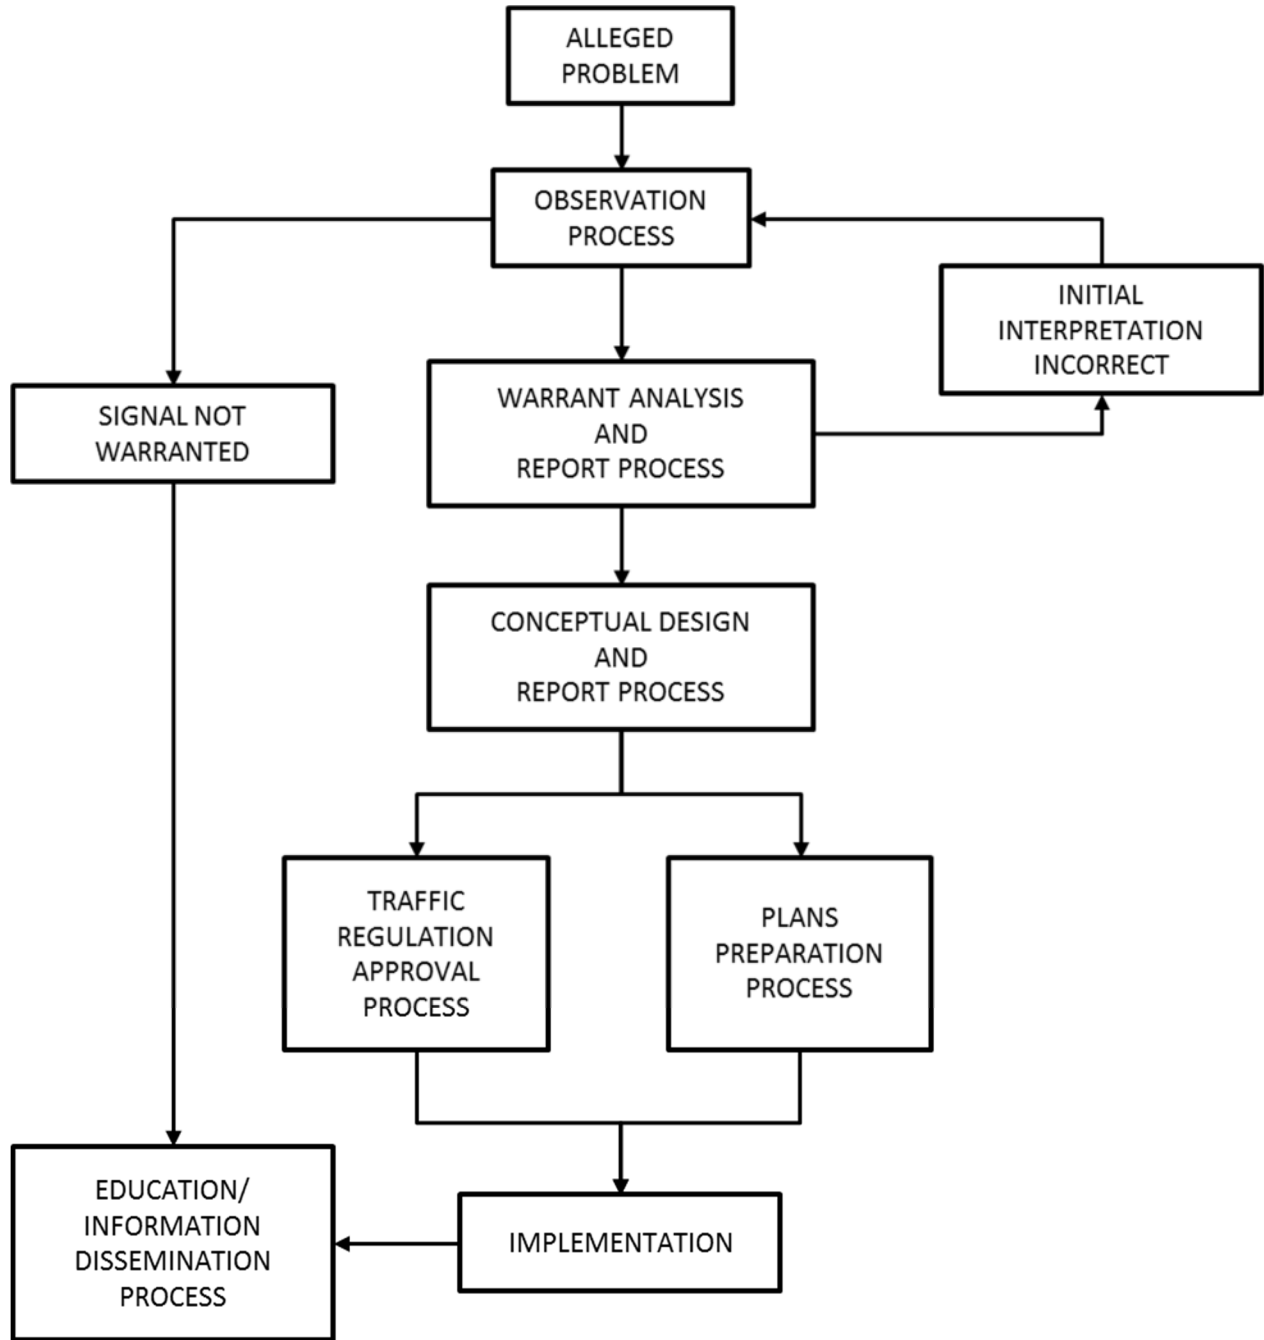 ALLEGED
PROBLEM
OBSERVATION
PROCESS
INITIAL
INTERPRETATION
INCORRECT
SIGNAL NOT
WARRANTED
WARRANT ANALYSIS
AND
REPORT PROCESS
CONCEPTUAL DESIGN
AND
REPORT PROCESS
TRAFFIC
REGULATION
APPROVAL
PROCESS
PLANS
PREPARATION
PROCESS
EDUCATION/
INFORMATION
DISSEMINATION
PROCESS
IMPLEMENTATION